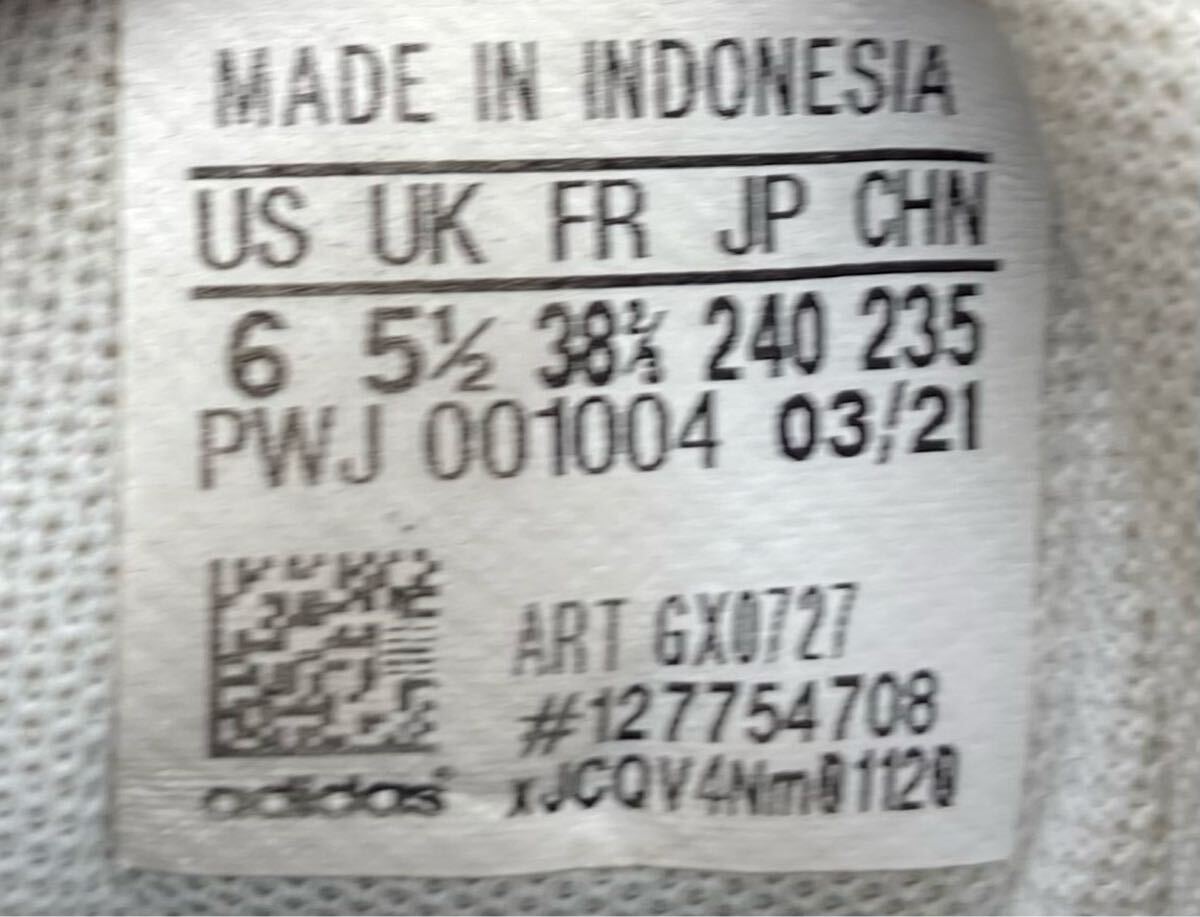 MADE IN INDONESIA
US UK FR JP CHN
6 5½ 38⅔ 240 235
PWJ 001004 03/21
ART GX0727
#127754708
xJCQV4Nm01120
adidas